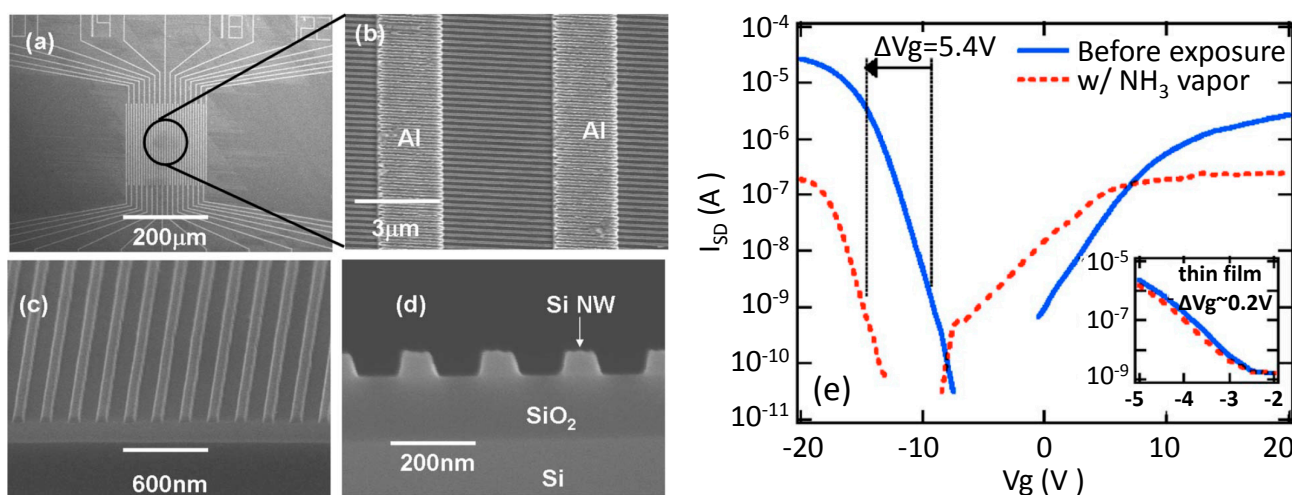 (a)
200μm
(b)
Al
Al
3μm
(c)
600nm
(d)
Si NW
SiO₂
200nm
Si
10⁻⁴
10⁻⁵
10⁻⁶
10⁻⁷
10⁻⁸
10⁻⁹
10⁻¹⁰
10⁻¹¹
I_SD (A)
ΔVg=5.4V
Before exposure
w/ NH₃ vapor
(e)
10⁻⁵
10⁻⁷
10⁻⁹
thin film
ΔVg~0.2V
-5 -4 -3 -2
-20 -10 0 10 20
Vg (V )